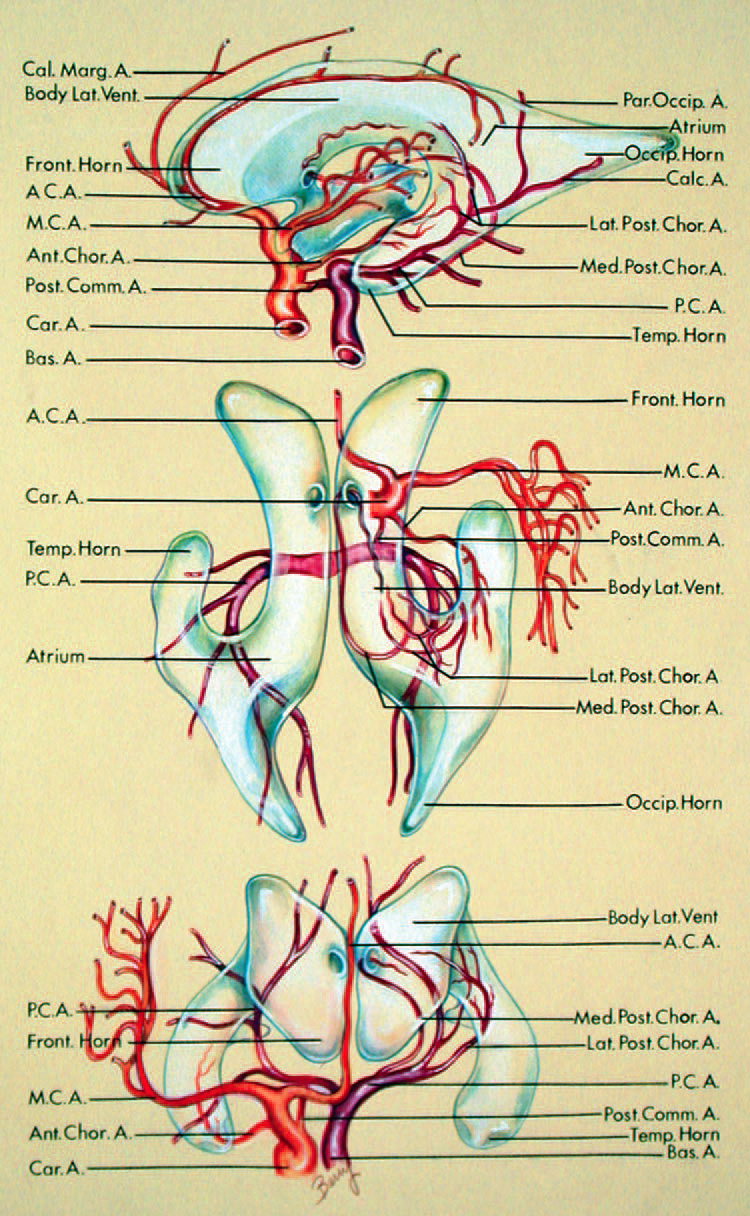 Cal. Marg. A.
Body Lat. Vent.
Front. Horn
A C.A.
M.C.A.
Ant. Chor. A.
Post. Comm. A.
Car. A.
Bas. A.
Par. Occip. A.
Atrium
Occip. Horn
Calc. A.
Lat. Post. Chor. A.
Med. Post. Chor. A.
P.C.A.
Temp. Horn
A.C.A.
Car. A.
Temp. Horn
P.C.A.
Atrium
Front. Horn
M.C.A.
Ant. Chor. A.
Post. Comm. A.
Body Lat. Vent.
Lat. Post. Chor. A
Med. Post. Chor. A.
Occip. Horn
P.C.A.
Front. Horn
M.C.A.
Ant. Chor. A.
Car. A.
Body Lat. Vent
A.C.A.
Med. Post. Chor. A.
Lat. Post. Chor. A.
P.C.A.
Post. Comm. A.
Temp. Horn
Bas. A.